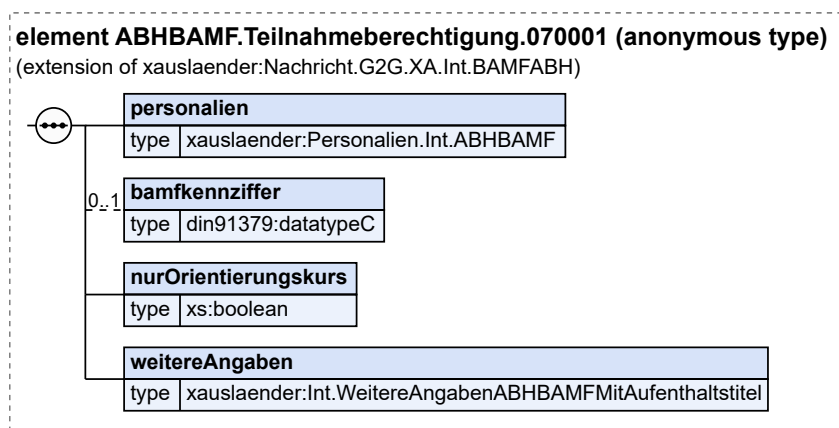 element ABHBAMF.Teilnahmeberechtigung.070001 (anonymous type)
(extension of xauslaender:Nachricht.G2G.XA.Int.BAMFABH)
personalien
type xauslaender:Personalien.Int.ABHBAMF
0..1
bamfkennziffer
type din91379:datatypeC
nurOrientierungskurs
type xs:boolean
weitereAngaben
type xauslaender:Int.WeitereAngabenABHBAMFMitAufenthaltstitel